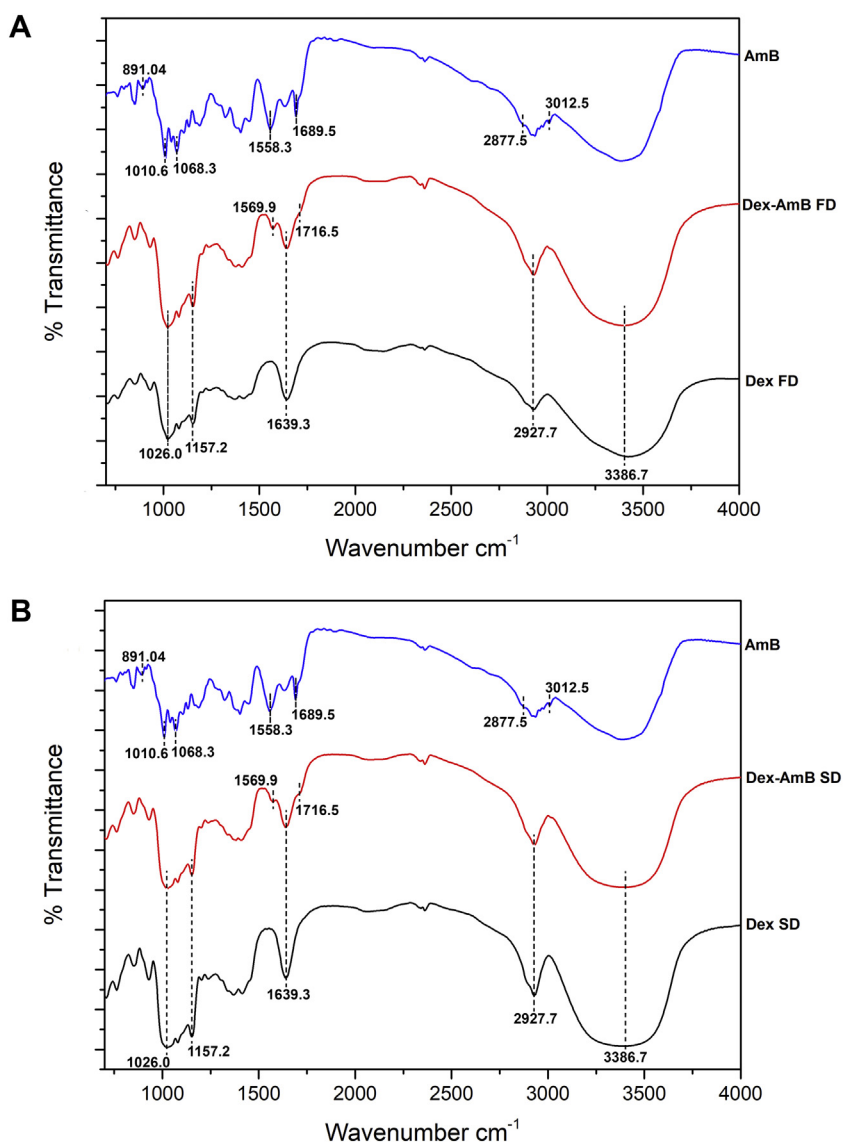 A
AmB
891.04
3012.5
2877.5
1689.5
1558.3
1010.6
1068.3
Dex-AmB FD
1569.9
1716.5
Dex FD
1639.3
1157.2
1026.0
2927.7
3386.7
% Transmittance
1000 1500 2000 2500 3000 3500 4000
Wavenumber cm-1
B
AmB
891.04
3012.5
2877.5
1689.5
1558.3
1010.6 1068.3
Dex-AmB SD
1569.9
1716.5
Dex SD
1639.3
1157.2
1026.0
2927.7
3386.7
% Transmittance
1000 1500 2000 2500 3000 3500 4000
Wavenumber cm-1